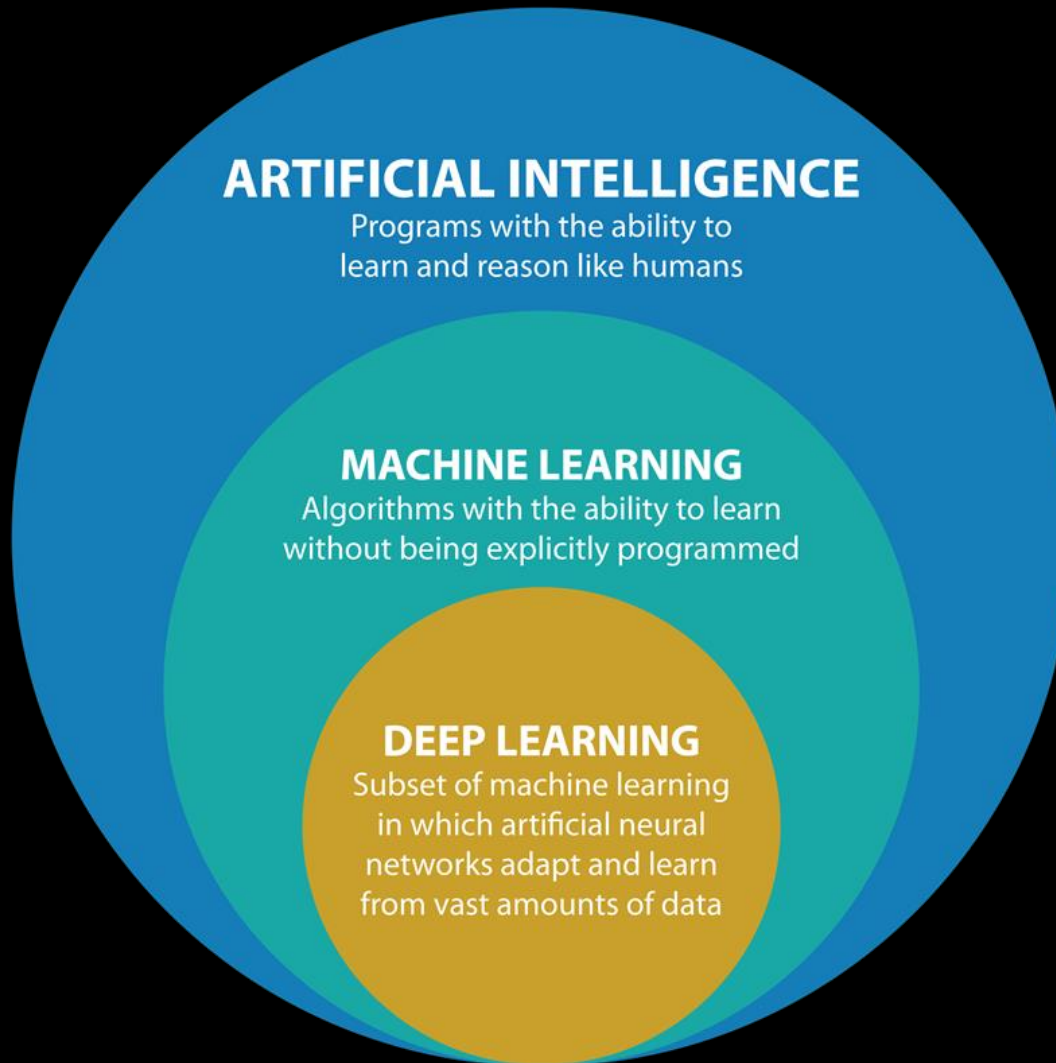 ARTIFICIAL INTELLIGENCE
Programs with the ability to
learn and reason like humans
MACHINE LEARNING
Algorithms with the ability to learn
without being explicitly programmed
DEEP LEARNING
Subset of machine learning
in which artificial neural
networks adapt and learn
from vast amounts of data